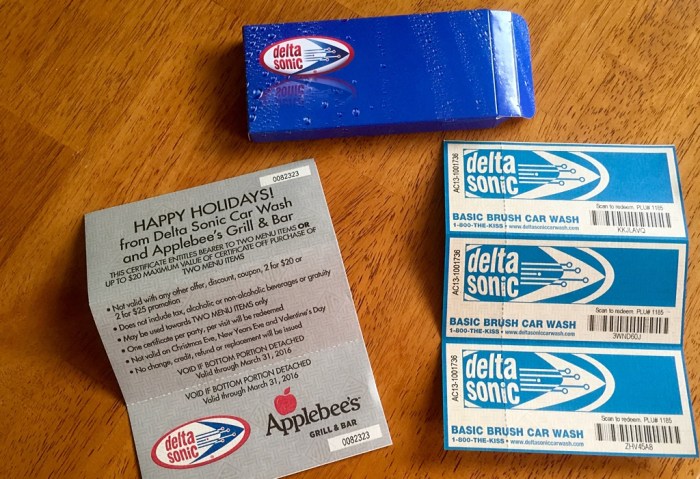 delta
sonic
0082323
HAPPY HOLIDAYS!
from Delta Sonic Car Wash
and Applebee's Grill & Bar
THIS CERTIFICATE ENTITLES BEARER TO TWO MENU ITEMS OR
UP TO $20 MAXIMUM VALUE OF CERTIFICATE OFF PURCHASE OF
TWO MENU ITEMS
• Not valid with any other offer, discount, coupon, 2 for $20 or
2 for $25 promotion
• Does not include tax, alcoholic or non-alcoholic beverages or gratuity
• May be used towards TWO MENU ITEMS only
• One certificate per party, per visit will be redeemed
• Not valid on Christmas Eve, New Years Eve and Valentine's Day
• No change, credit, refund or replacement will be issued
VOID IF BOTTOM PORTION DETACHED
Valid through March 31, 2016
VOID IF BOTTOM PORTION DETACHED
Valid through March 31, 2016
delta
sonic
Applebee's
GRILL & BAR
0082323
AC13-1001736
delta
sonic
Scan to redeem PLU# 1185
BASIC BRUSH CAR WASH
1-800-THE-KISS • www.deltasoniccarwash.com
KKJLAVQ
AC13-1001736
delta
sonic
Scan to redeem PLU# 1185
BASIC BRUSH CAR WASH
1-800-THE-KISS • www.deltasoniccarwash.com
3WND60J
AC13-1001736
delta
sonic
Scan to redeem PLU# 1185
BASIC BRUSH CAR WASH
1-800-THE-KISS • www.deltasoniccarwash.com
ZHV45A8